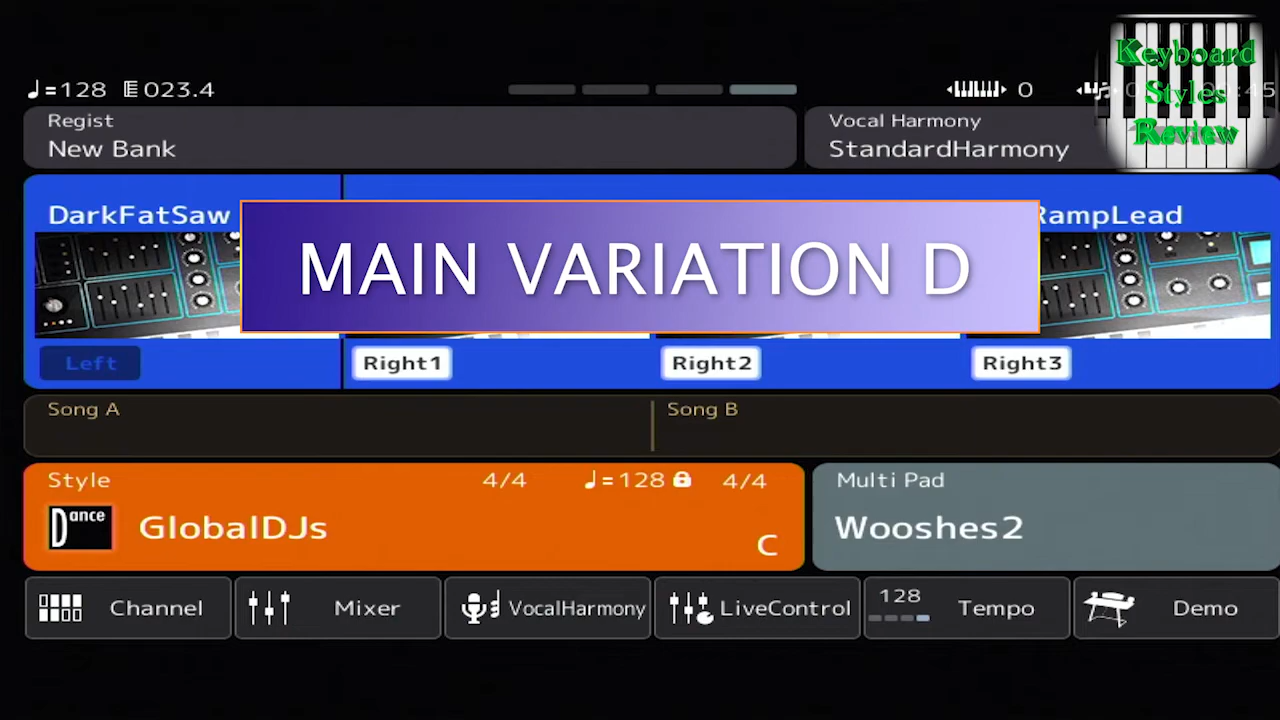 ♩=128 023.4
0
45
Keyboard
Styles
Review
Regist
New Bank
Vocal Harmony
StandardHarmony
DarkFatSaw
RampLead
MAIN VARIATION D
Left
Right1
Right2
Right3
Song A
Song B
Style
4/4
♩=128
4/4
Dance
GlobalDJs
C
Multi Pad
Wooshes2
Channel
Mixer
VocalHarmony
LiveControl
128
Tempo
Demo